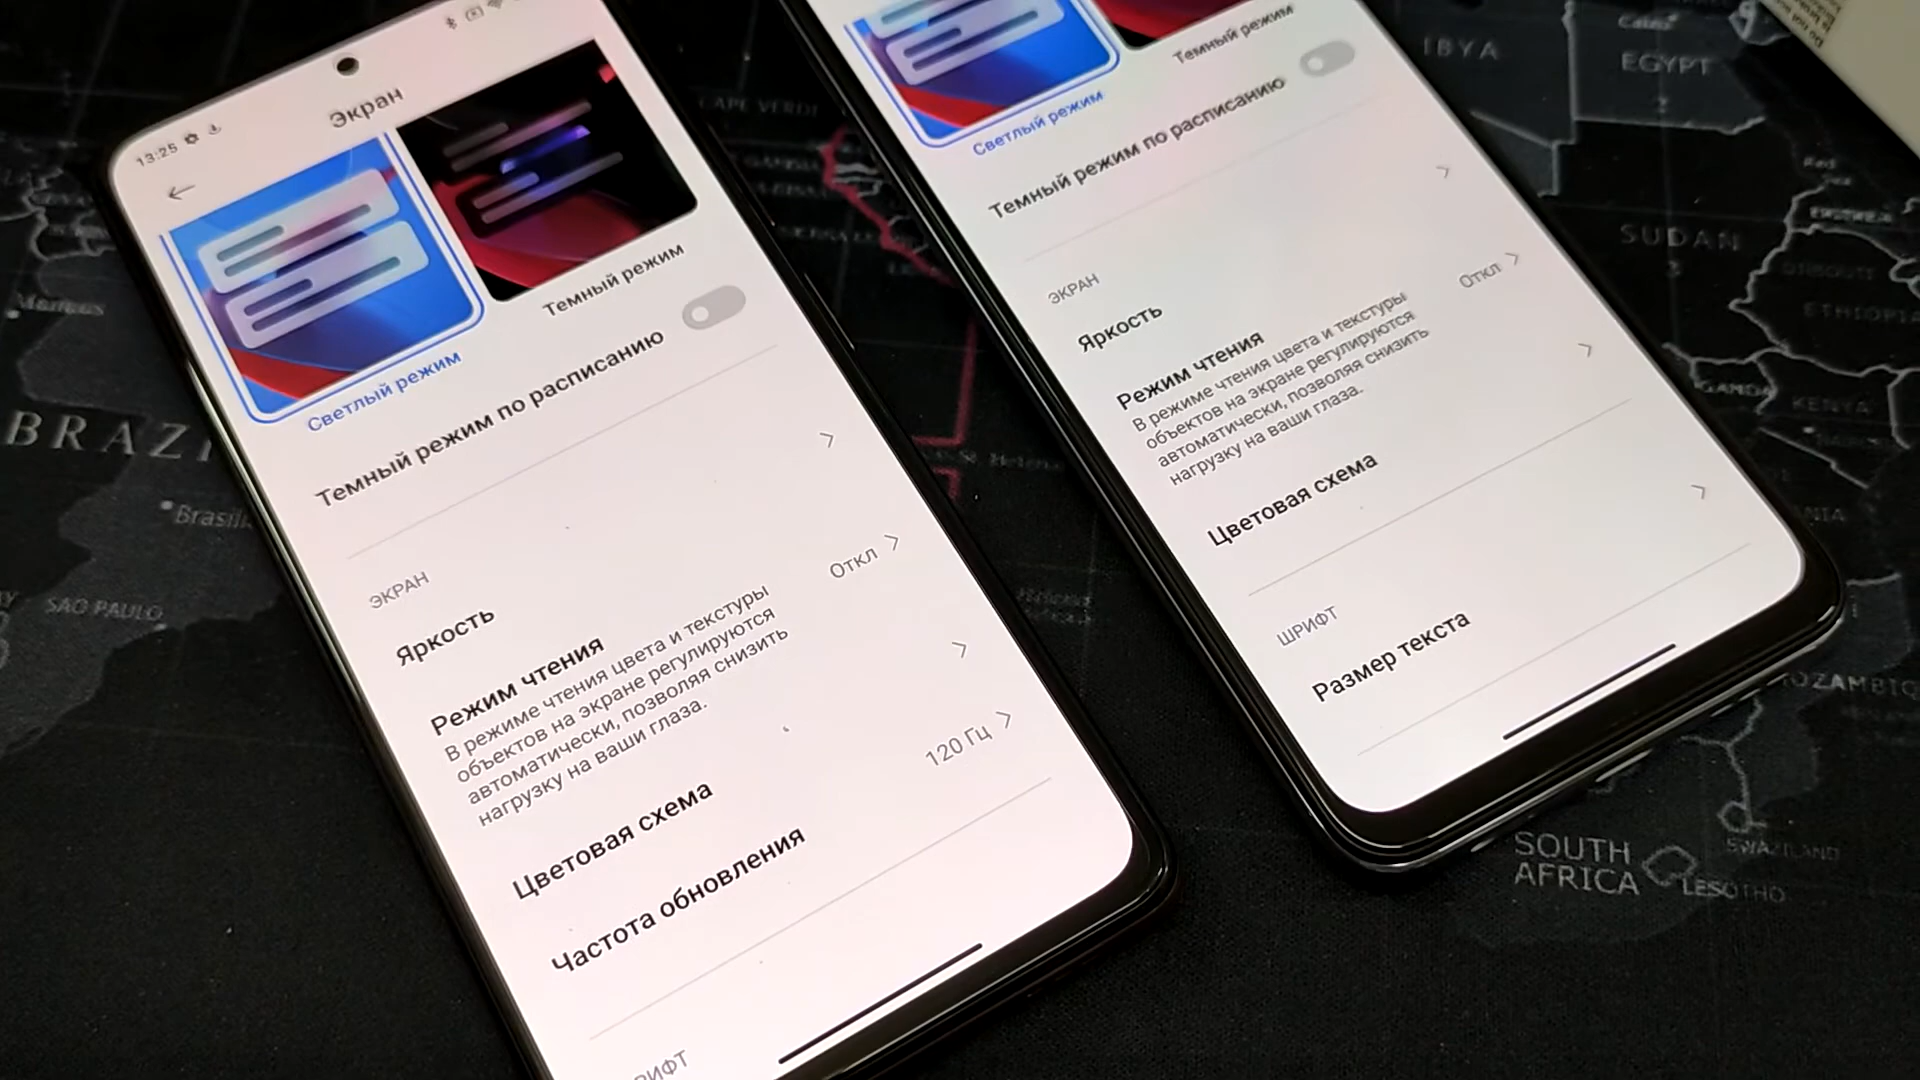 13:25
Экран
Светлый режим
Темный режим
Темный режим по расписанию
ЭКРАН
Яркость
Режим чтения
Откл
В режиме чтения цвета и текстуры
объектов на экране регулируются
автоматически, позволяя снизить
нагрузку на ваши глаза.
Цветовая схема
Частота обновления
120 Гц
Светлый режим
Темный режим
Темный режим по расписанию
ЭКРАН
Яркость
Режим чтения
Откл
В режиме чтения цвета и текстуры
объектов на экране регулируются
автоматически, позволяя снизить
нагрузку на ваши глаза.
Цветовая схема
ШРИФТ
Размер текста
CAPE VERDE
SAO PAULO
EGYPT
SUDAN
ETHIOPIA
KENYA
SOUTH
AFRICA
SWAZILAND
LESOTHO